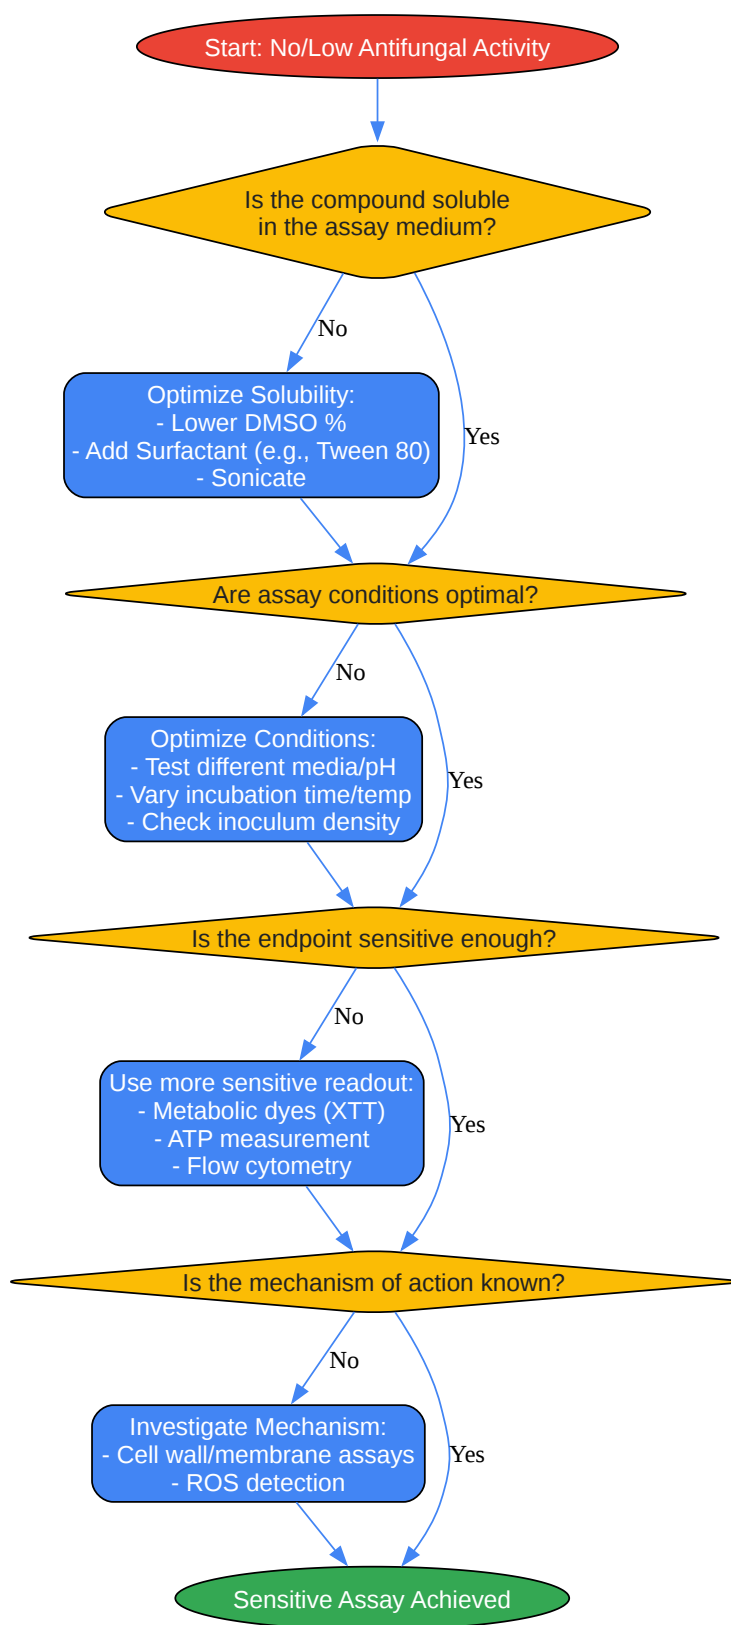 Start: No/Low Antifungal Activity
Is the compound soluble
in the assay medium?
No
Yes
Optimize Solubility:
- Lower DMSO %
- Add Surfactant (e.g., Tween 80)
- Sonicate
Are assay conditions optimal?
No
Yes
Optimize Conditions:
- Test different media/pH
- Vary incubation time/temp
- Check inoculum density
Is the endpoint sensitive enough?
No
Yes
Use more sensitive readout:
- Metabolic dyes (XTT)
- ATP measurement
- Flow cytometry
Is the mechanism of action known?
No
Yes
Investigate Mechanism:
- Cell wall/membrane assays
- ROS detection
Sensitive Assay Achieved